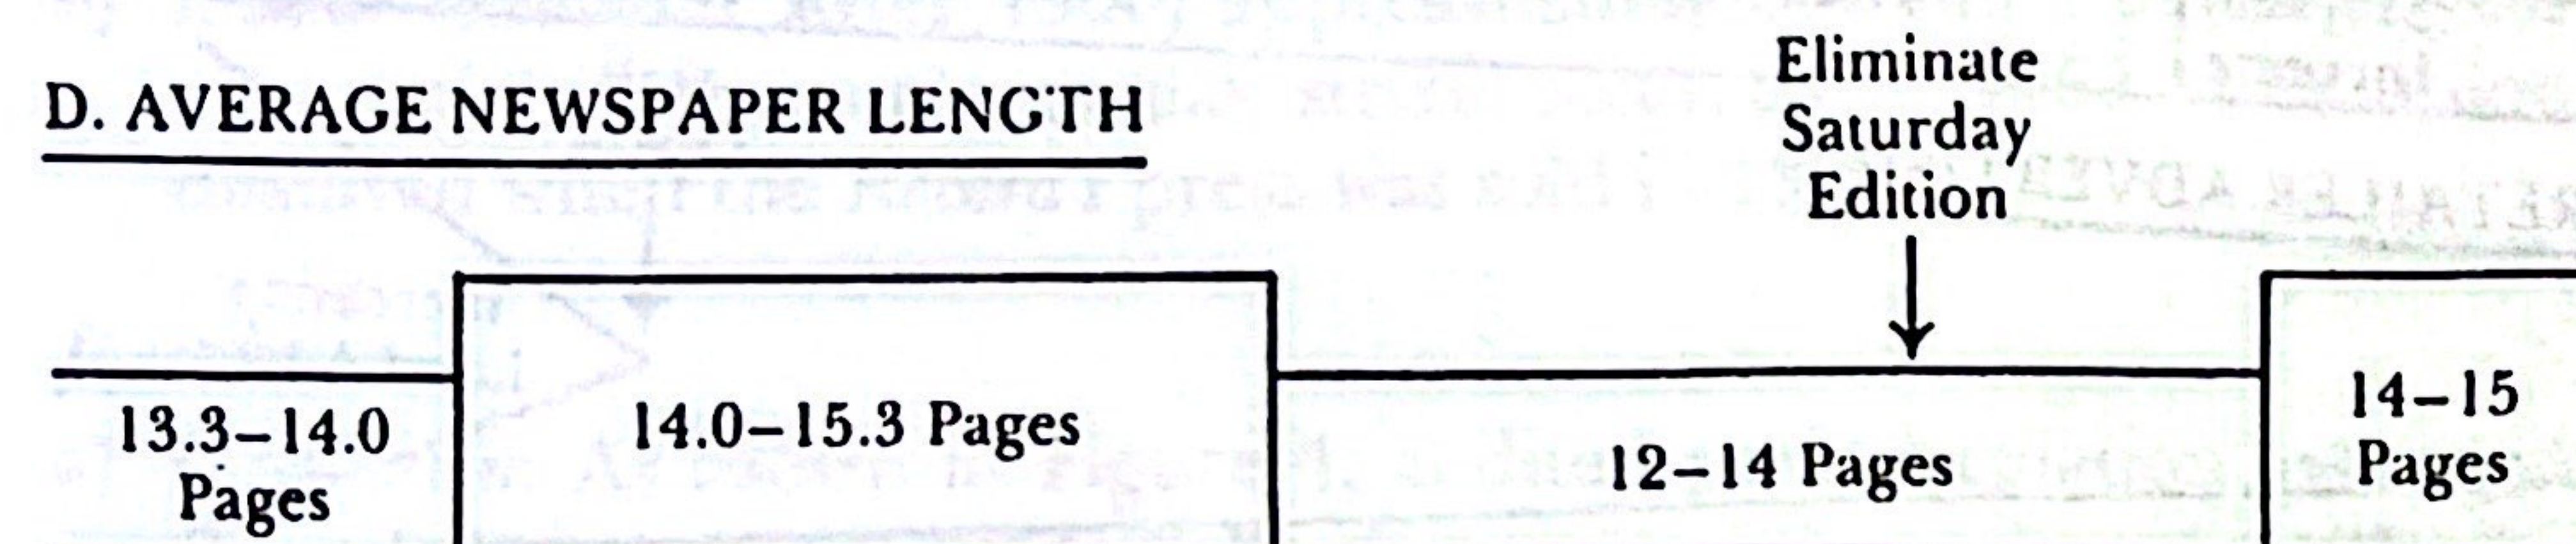 D. AVERAGE NEWSPAPER LENGTH
Eliminate
Saturday
Edition
13.3–14.0
Pages
14.0–15.3 Pages
12–14 Pages
14–15
Pages